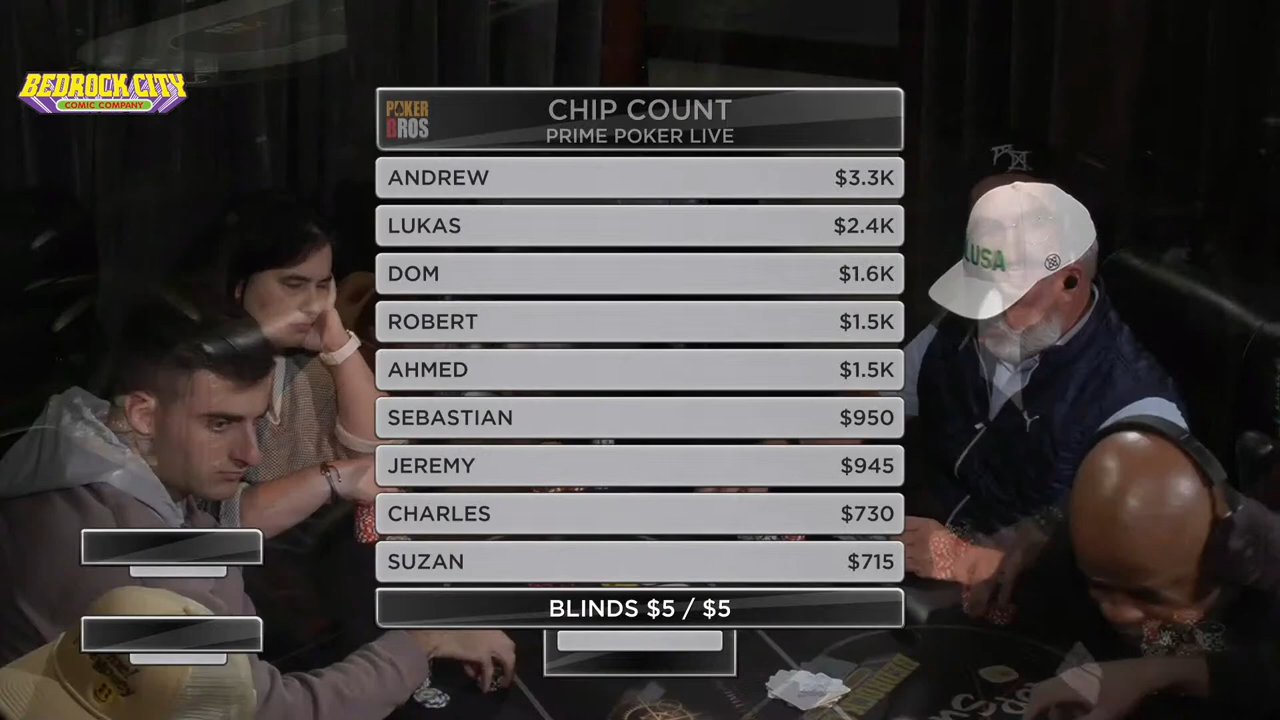 BEDROCK CITY
COMIC COMPANY
POKER
BROS
CHIP COUNT
PRIME POKER LIVE
ANDREW $3.3K
LUKAS $2.4K
DOM $1.6K
ROBERT $1.5K
AHMED $1.5K
SEBASTIAN $950
JEREMY $945
CHARLES $730
SUZAN $715
BLINDS $5 / $5
USA